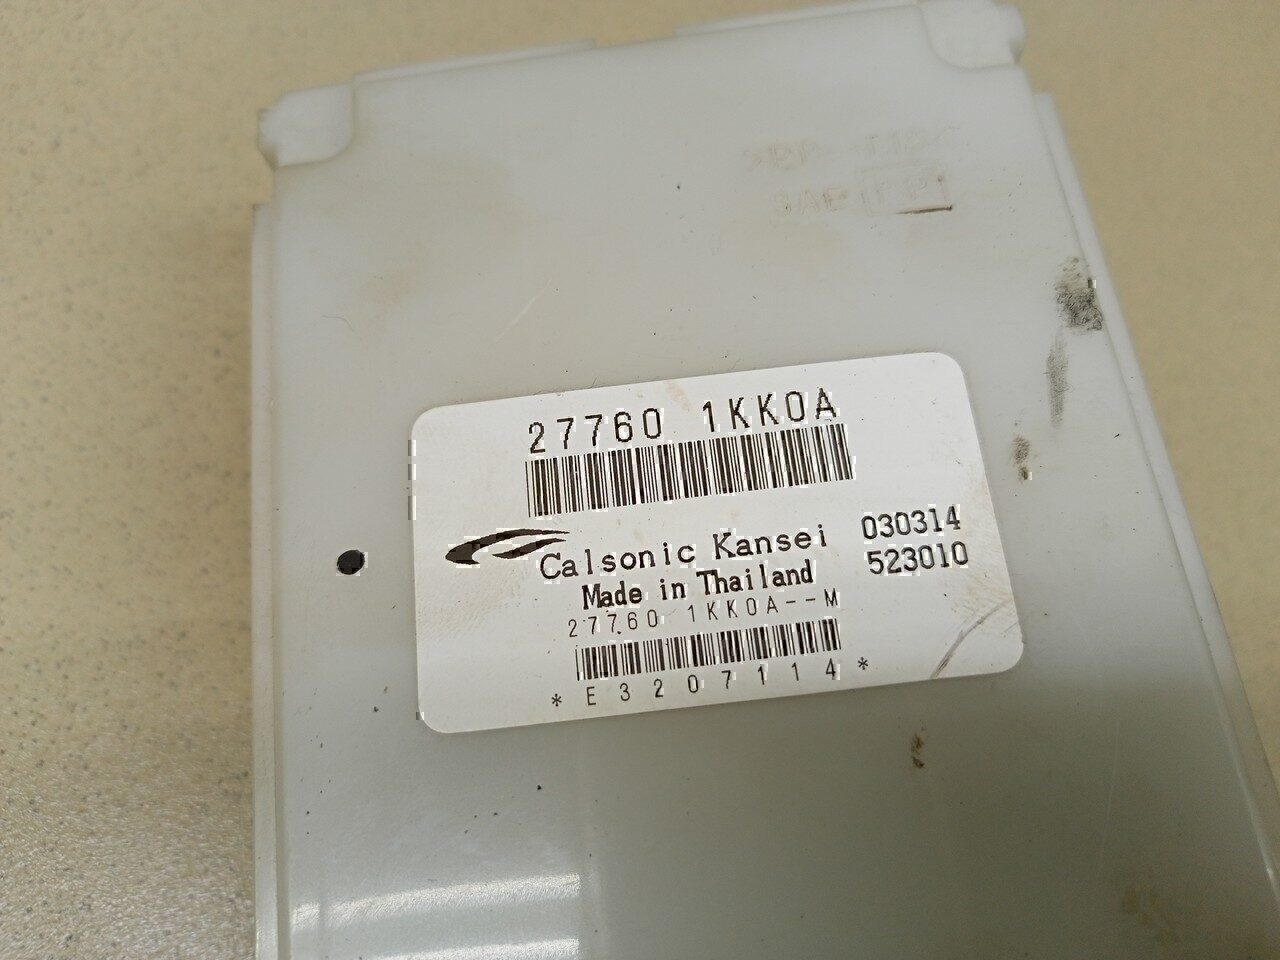 27760 1KK0A
Calsonic Kansei 030314
Made in Thailand 523010
27760 1KK0A--M
*E3207114*